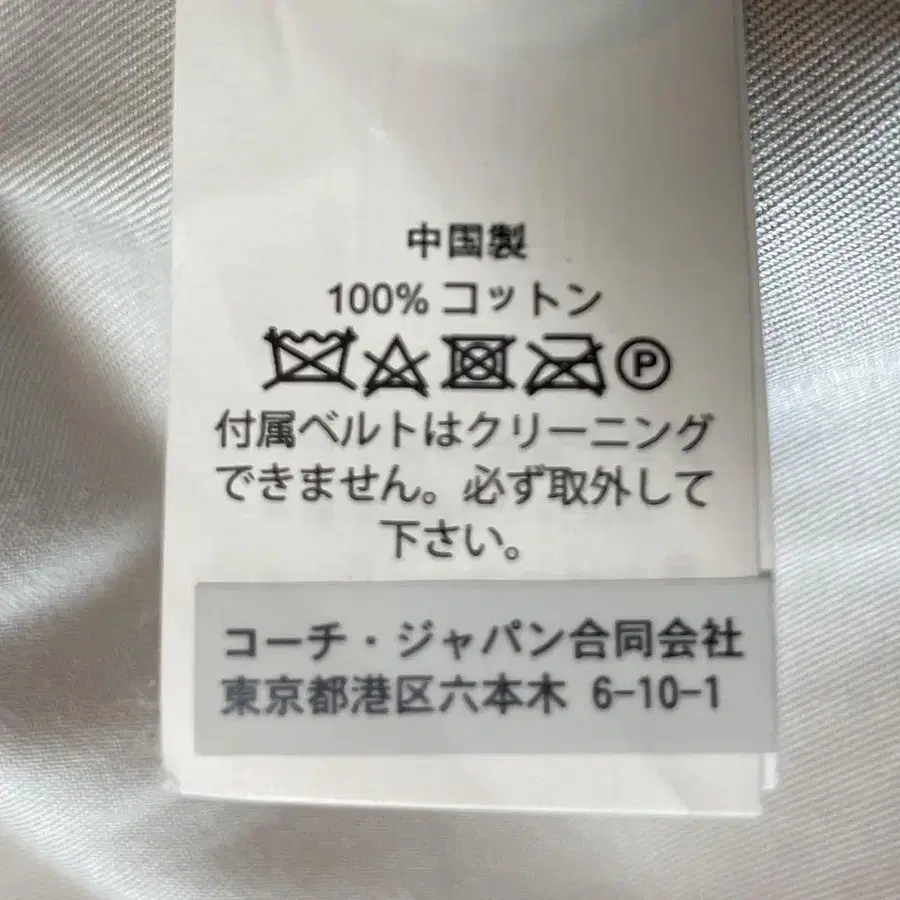 中国製
100% コットン
P
付属ベルトはクリーニング
できません。必ず取外して
下さい。
コーチ・ジャパン合同会社
東京都港区六本木 6-10-1